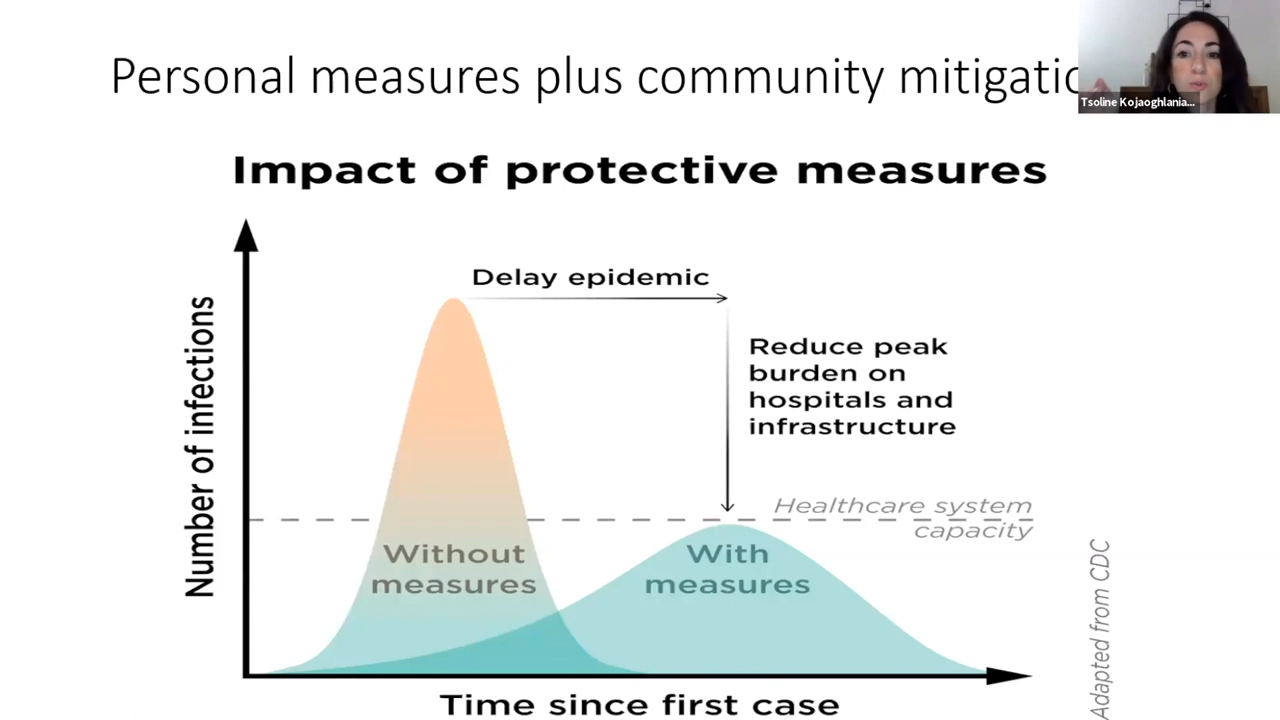 Personal measures plus community mitigatio
Tsoline Kojaoghlania...
Impact of protective measures
Delay epidemic
Reduce peak
burden on
hospitals and
infrastructure
Number of infections
Healthcare system
capacity
Without
measures
With
measures
Adapted from CDC
Time since first case